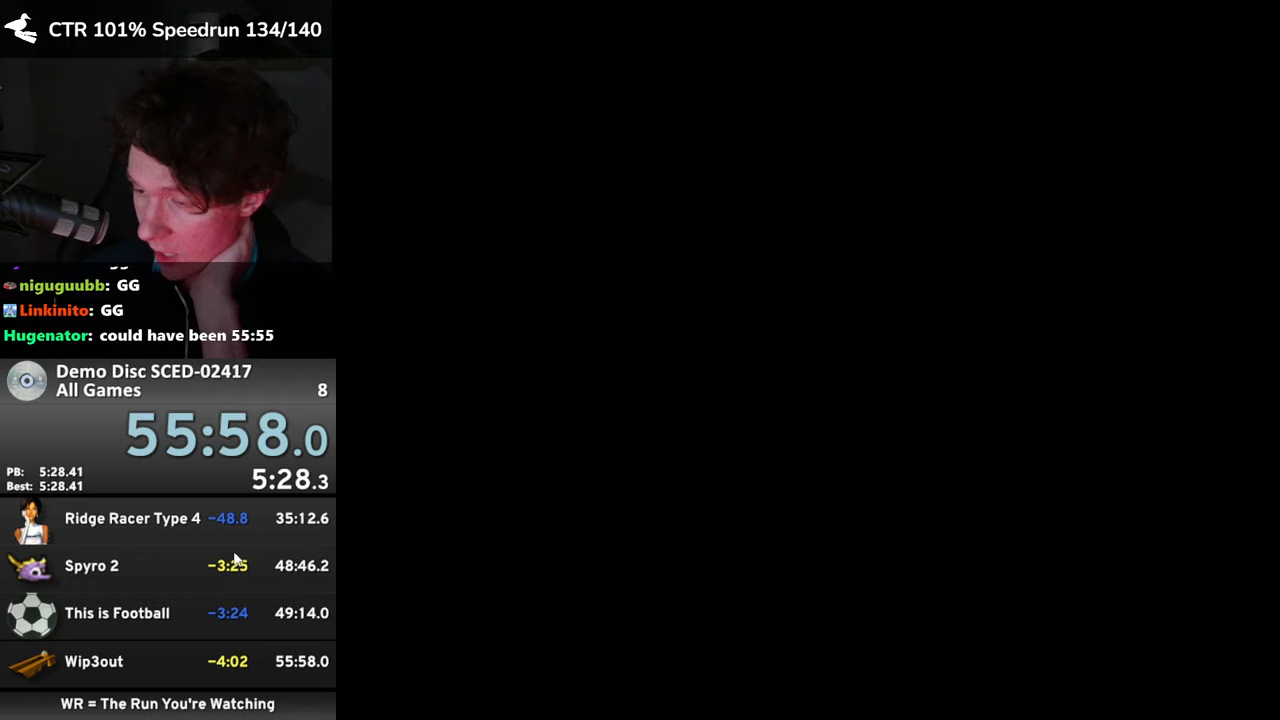 CTR 101% Speedrun 134/140
niguguubb: GG
Linkinito: GG
Hugenator: could have been 55:55
Demo Disc SCED-02417
All Games 8
55:58.0
PB: 5:28.41
Best: 5:28.41
5:28.3
Ridge Racer Type 4 -48.8 35:12.6
Spyro 2 -3:25 48:46.2
This is Football -3:24 49:14.0
Wip3out -4:02 55:58.0
WR = The Run You're Watching